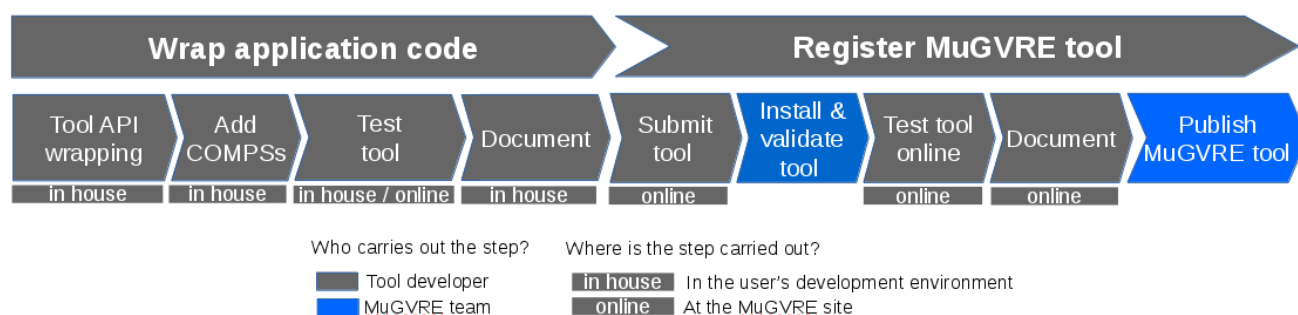 Wrap application code
Register MuGVRE tool
Tool API
wrapping
Add
COMPSs
Test
tool
Document
Submit
tool
Install &
validate
tool
Test tool
online
Document
Publish
MuGVRE tool
in house
in house
in house / online
in house
online
online
online
Who carries out the step?
Where is the step carried out?
Tool developer
in house In the user's development environment
MuGVRE team
online At the MuGVRE site